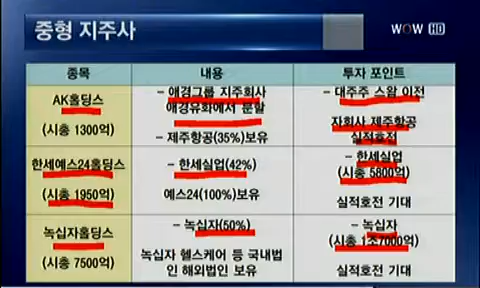 중형 지주사
WOW HD
종목
내용
투자 포인트
AK홀딩스
(시총 1300억)
- 애경그룹 지주회사
애경유화에서 분할
- 제주항공(35%)보유
- 대주주 스왑 이전
자회사 제주항공
실적호전
한세예스24홀딩스
(시총 1950억)
- 한세실업(42%)
예스24(100%)보유
- 한세실업
(시총 5800억)
실적호전 기대
녹십자홀딩스
(시총 7500억)
- 녹십자(50%)
녹십자 헬스케어 등 국내법
인 해외법인 보유
- 녹십자
(시총 1조7000억)
실적호전 기대